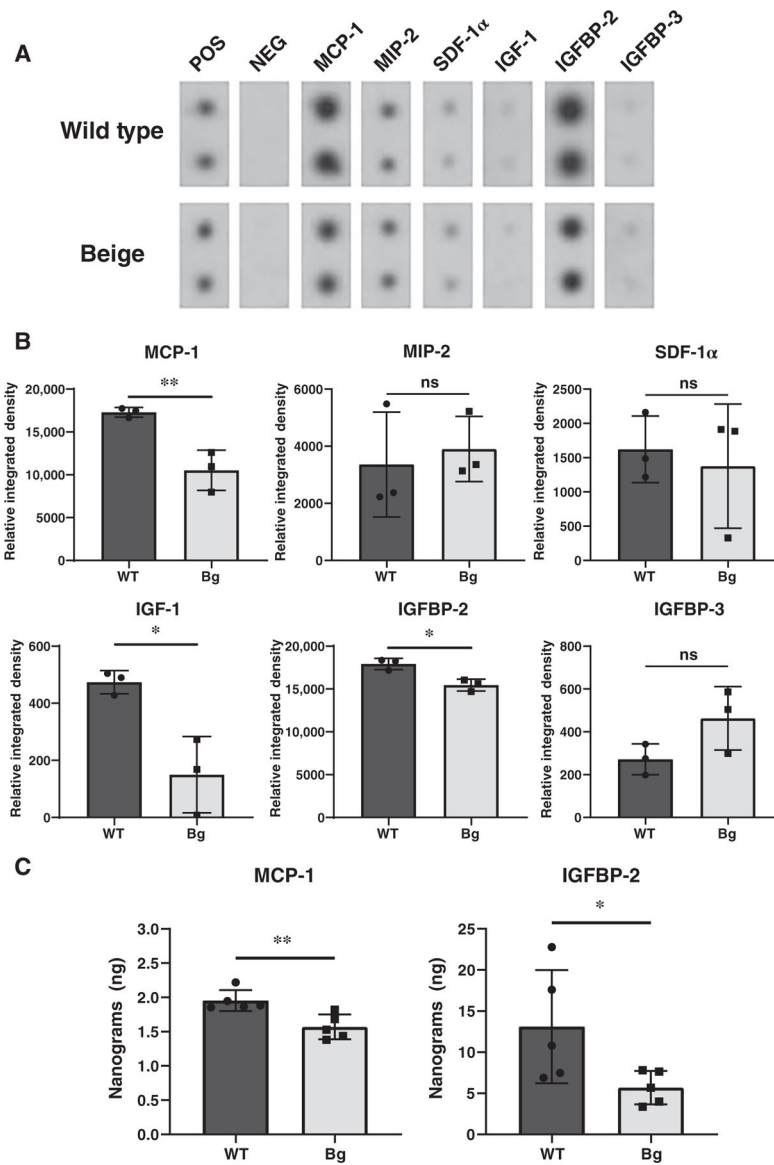 A
POS NEG MCP-1 MIP-2 SDF-1α IGF-1 IGFBP-2 IGFBP-3
Wild type
Beige
B
MCP-1
Relative integrated density
20,000
15,000
10,000
5000
0
**
WT Bg
MIP-2
Relative integrated density
6000
4000
2000
0
ns
WT Bg
SDF-1α
Relative integrated density
2500
2000
1500
1000
500
0
ns
WT Bg
IGF-1
Relative integrated density
600
400
200
0
*
WT Bg
IGFBP-2
Relative integrated density
20,000
15,000
10,000
5000
0
*
WT Bg
IGFBP-3
Relative integrated density
800
600
400
200
0
ns
WT Bg
C
MCP-1
Nanograms (ng)
3.0
2.5
2.0
1.5
1.0
0.5
0.0
**
WT Bg
IGFBP-2
Nanograms (ng)
25
20
15
10
5
0
*
WT Bg